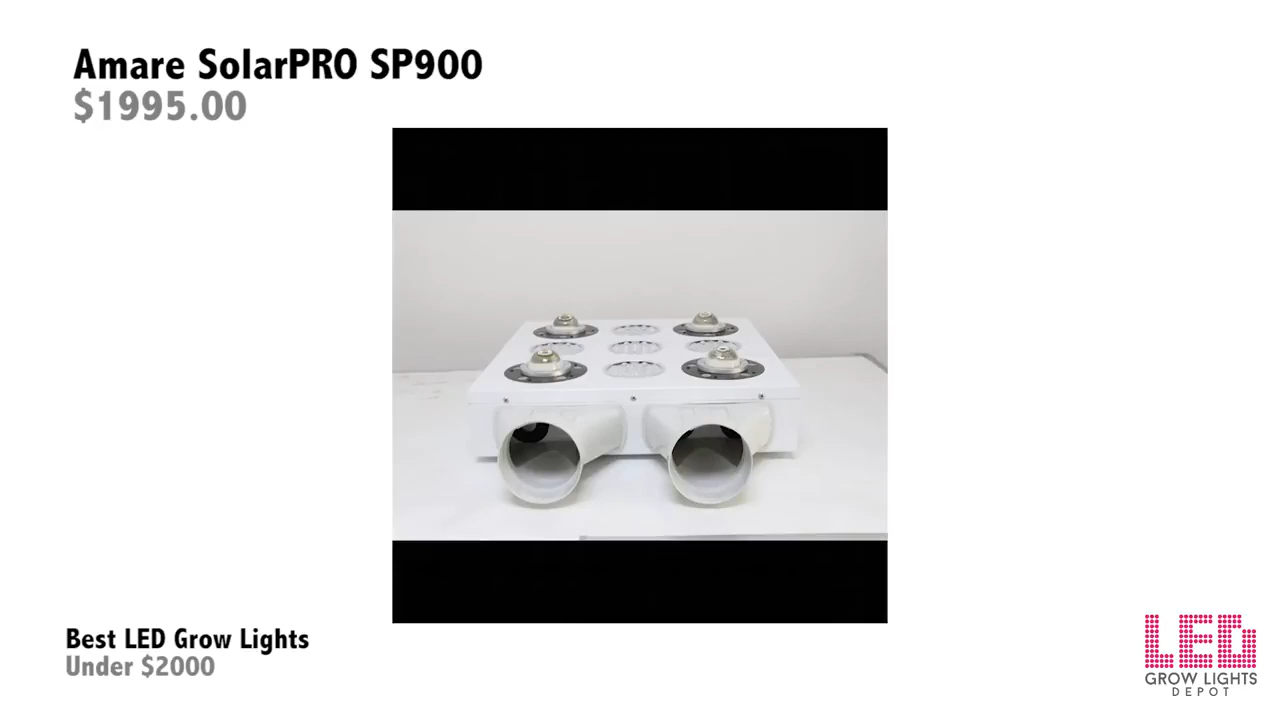 Amare SolarPRO SP900
$1995.00
Best LED Grow Lights
Under $2000
LED
GROW LIGHTS
DEPOT